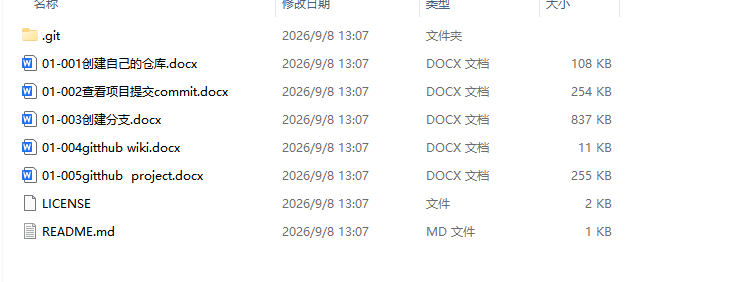 名称 修改日期 类型 大小
.git 2026/9/8 13:07 文件夹
01-001创建自己的仓库.docx 2026/9/8 13:07 DOCX 文档 108 KB
01-002查看项目提交commit.docx 2026/9/8 13:07 DOCX 文档 254 KB
01-003创建分支.docx 2026/9/8 13:07 DOCX 文档 837 KB
01-004gitthub wiki.docx 2026/9/8 13:07 DOCX 文档 11 KB
01-005gitthub  project.docx 2026/9/8 13:07 DOCX 文档 255 KB
LICENSE 2026/9/8 13:07 文件 2 KB
README.md 2026/9/8 13:07 MD 文件 1 KB